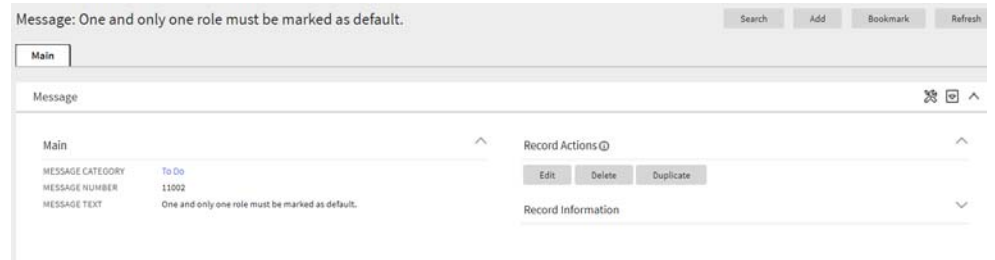 Message: One and only one role must be marked as default.
Search Add Bookmark Refresh
Main
Message
Main
MESSAGE CATEGORY To Do
MESSAGE NUMBER 11002
MESSAGE TEXT One and only one role must be marked as default.
Record Actions
Edit Delete Duplicate
Record Information